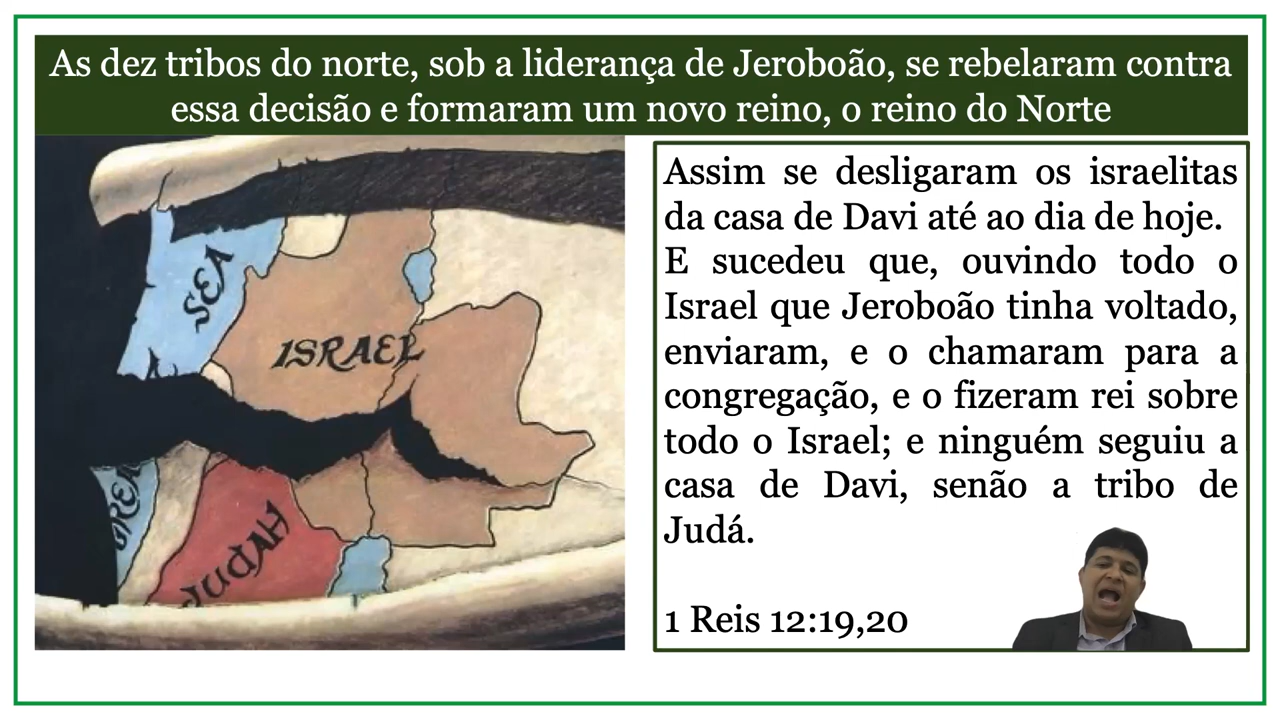 As dez tribos do norte, sob a liderança de Jeroboão, se rebelaram contra
essa decisão e formaram um novo reino, o reino do Norte
SEA
ISRAEL
JUDAH
Assim se desligaram os israelitas
da casa de Davi até ao dia de hoje.
E sucedeu que, ouvindo todo o
Israel que Jeroboão tinha voltado,
enviaram, e o chamaram para a
congregação, e o fizeram rei sobre
todo o Israel; e ninguém seguiu a
casa de Davi, senão a tribo de
Judá.
1 Reis 12:19,20